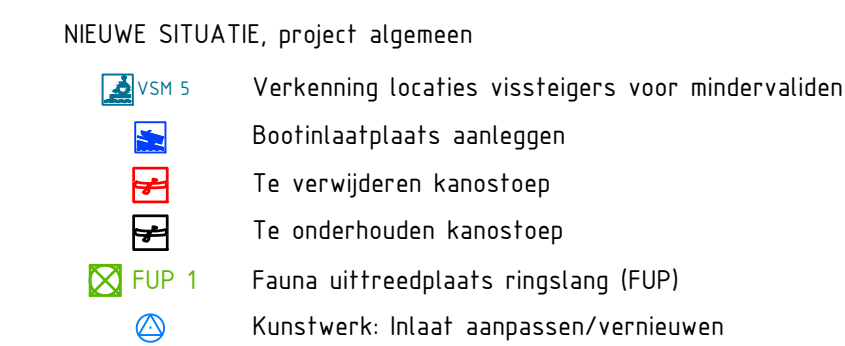 NIEUWE SITUATIE, project algemeen
VSM 5 Verkenning locaties vissteigers voor mindervaliden
Bootinlaatplaats aanleggen
Te verwijderen kanostoep
Te onderhouden kanostoep
FUP 1 Fauna uittreedplaats ringslang (FUP)
Kunstwerk: Inlaat aanpassen/vernieuwen